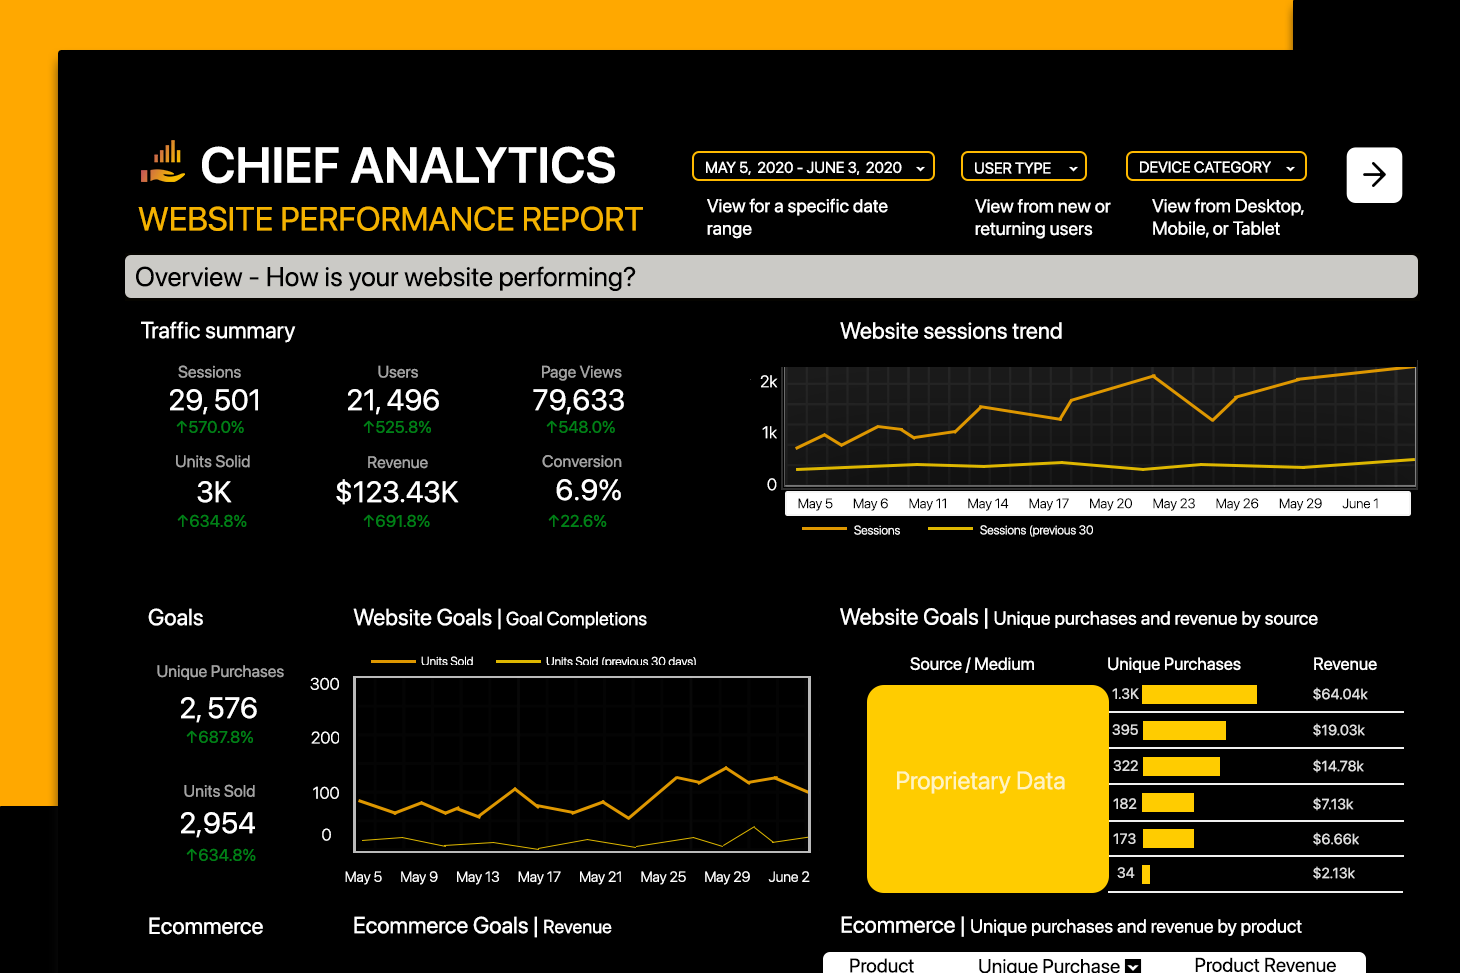 CHIEF ANALYTICS
WEBSITE PERFORMANCE REPORT
MAY 5, 2020 - JUNE 3, 2020
View for a specific date
range
USER TYPE
View from new or
returning users
DEVICE CATEGORY
View from Desktop,
Mobile, or Tablet
Overview - How is your website performing?
Traffic summary
Sessions
29, 501
↑570.0%
Users
21, 496
↑525.8%
Page Views
79,633
↑548.0%
Units Solid
3K
↑634.8%
Revenue
$123.43K
↑691.8%
Conversion
6.9%
↑22.6%
Website sessions trend
2k
1k
0
May 5 May 6 May 11 May 14 May 17 May 20 May 23 May 26 May 29 June 1
Sessions Sessions (previous 30
Goals
Unique Purchases
2, 576
↑687.8%
Units Sold
2,954
↑634.8%
Website Goals | Goal Completions
Units Sold Units Sold (previous 30 days)
300
200
100
0
May 5 May 9 May 13 May 17 May 21 May 25 May 29 June 2
Website Goals | Unique purchases and revenue by source
Source / Medium Unique Purchases Revenue
Proprietary Data
1.3K $64.04k
395 $19.03k
322 $14.78k
182 $7.13k
173 $6.66k
34 $2.13k
Ecommerce
Ecommerce Goals | Revenue
Ecommerce | Unique purchases and revenue by product
Product Unique Purchase Product Revenue